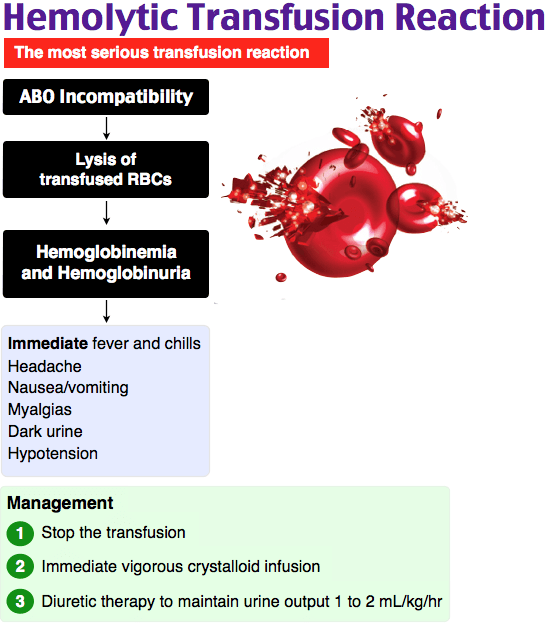 Hemolytic Transfusion Reaction
The most serious transfusion reaction
ABO Incompatibility
Lysis of
transfused RBCs
Hemoglobinemia
and Hemoglobinuria
Immediate fever and chills
Headache
Nausea/vomiting
Myalgias
Dark urine
Hypotension
Management
1 Stop the transfusion
2 Immediate vigorous crystalloid infusion
3 Diuretic therapy to maintain urine output 1 to 2 mL/kg/hr